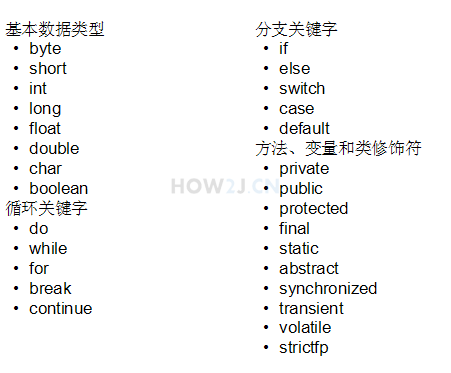 基本数据类型
• byte
• short
• int
• long
• float
• double
• char
• boolean
循环关键字
• do
• while
• for
• break
• continue
分支关键字
• if
• else
• switch
• case
• default
方法、变量和类修饰符
• private
• public
• protected
• final
• static
• abstract
• synchronized
• transient
• volatile
• strictfp
HOW2J.CN